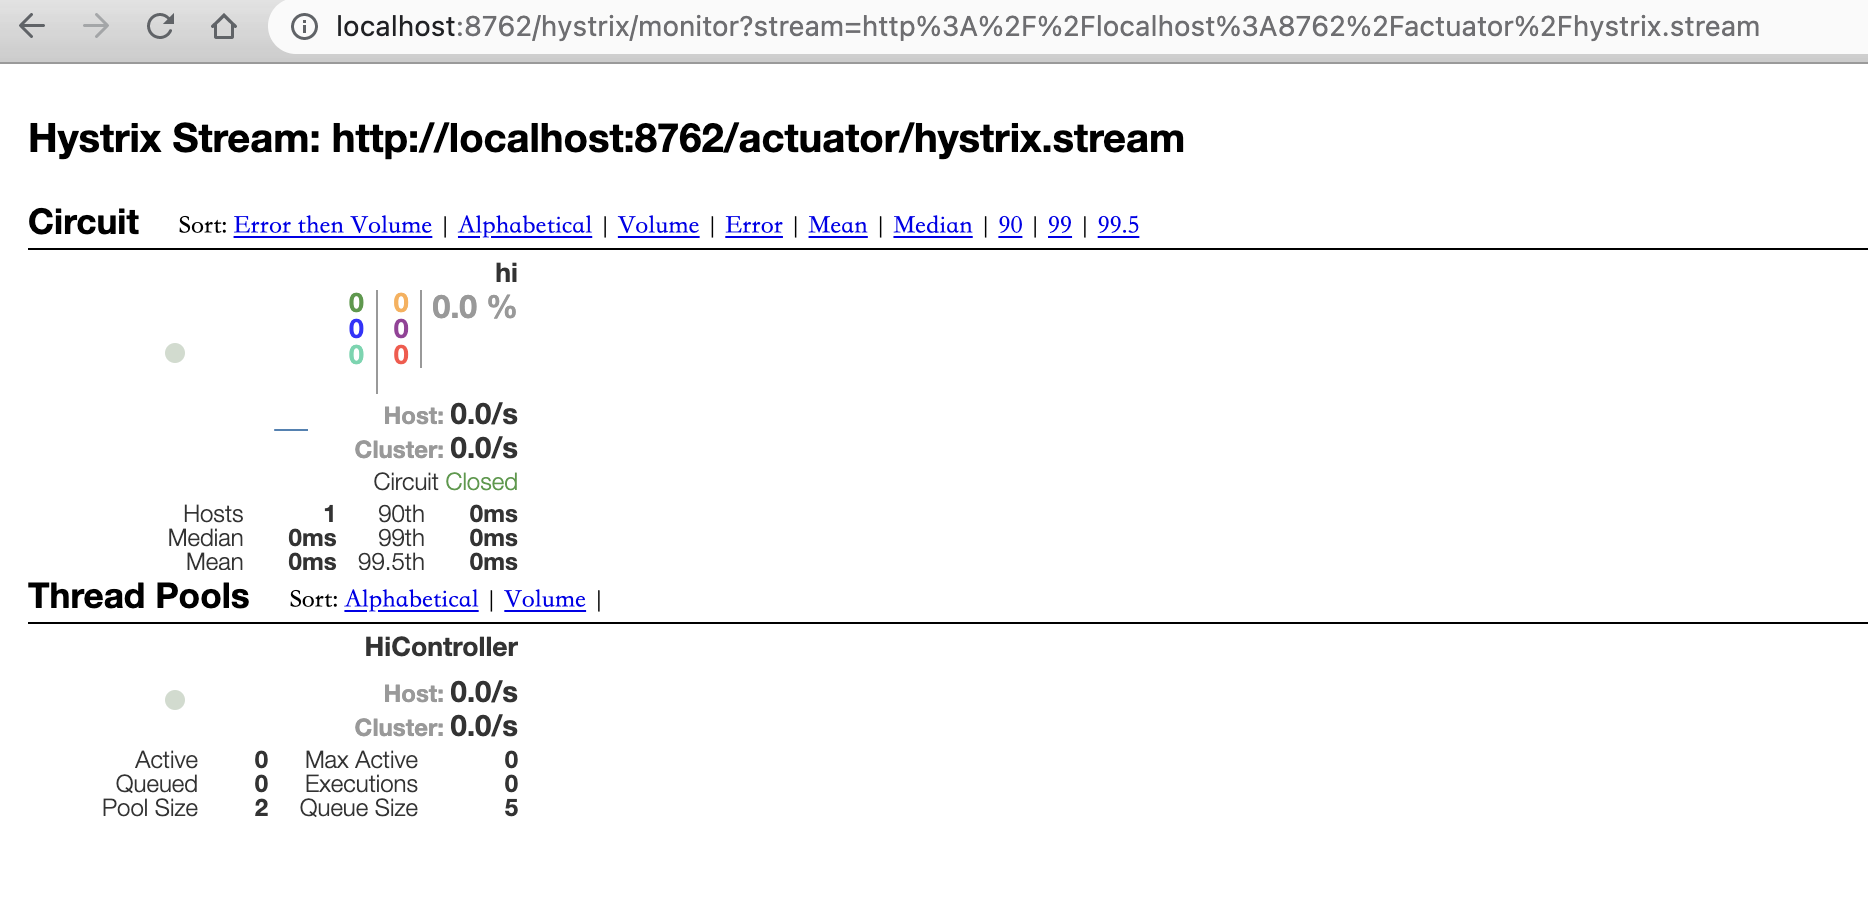 localhost:8762/hystrix/monitor?stream=http%3A%2F%2Flocalhost%3A8762%2Factuator%2Fhystrix.stream
Hystrix Stream: http://localhost:8762/actuator/hystrix.stream
Circuit Sort: Error then Volume | Alphabetical | Volume | Error | Mean | Median | 90 | 99 | 99.5
hi
0 | 0 | 0.0 %
0 | 0
0 | 0
Host: 0.0/s
Cluster: 0.0/s
Circuit Closed
Hosts 1 90th 0ms
Median 0ms 99th 0ms
Mean 0ms 99.5th 0ms
Thread Pools Sort: Alphabetical | Volume |
HiController
Host: 0.0/s
Cluster: 0.0/s
Active 0 Max Active 0
Queued 0 Executions 0
Pool Size 2 Queue Size 5